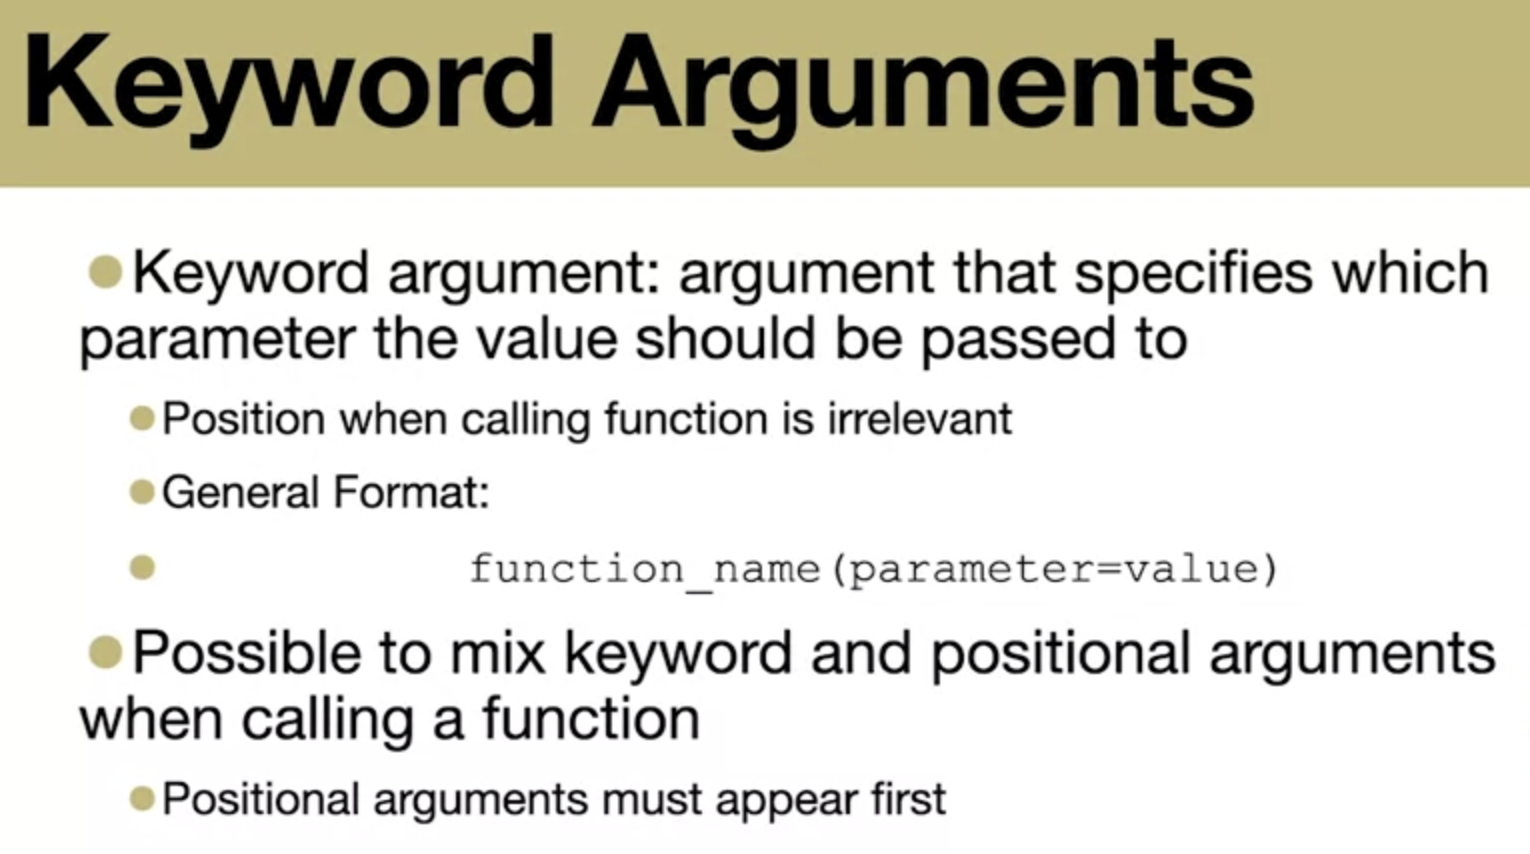 Keyword Arguments
●Keyword argument: argument that specifies which
parameter the value should be passed to
●Position when calling function is irrelevant
●General Format:
● function_name(parameter=value)
●Possible to mix keyword and positional arguments
when calling a function
●Positional arguments must appear first